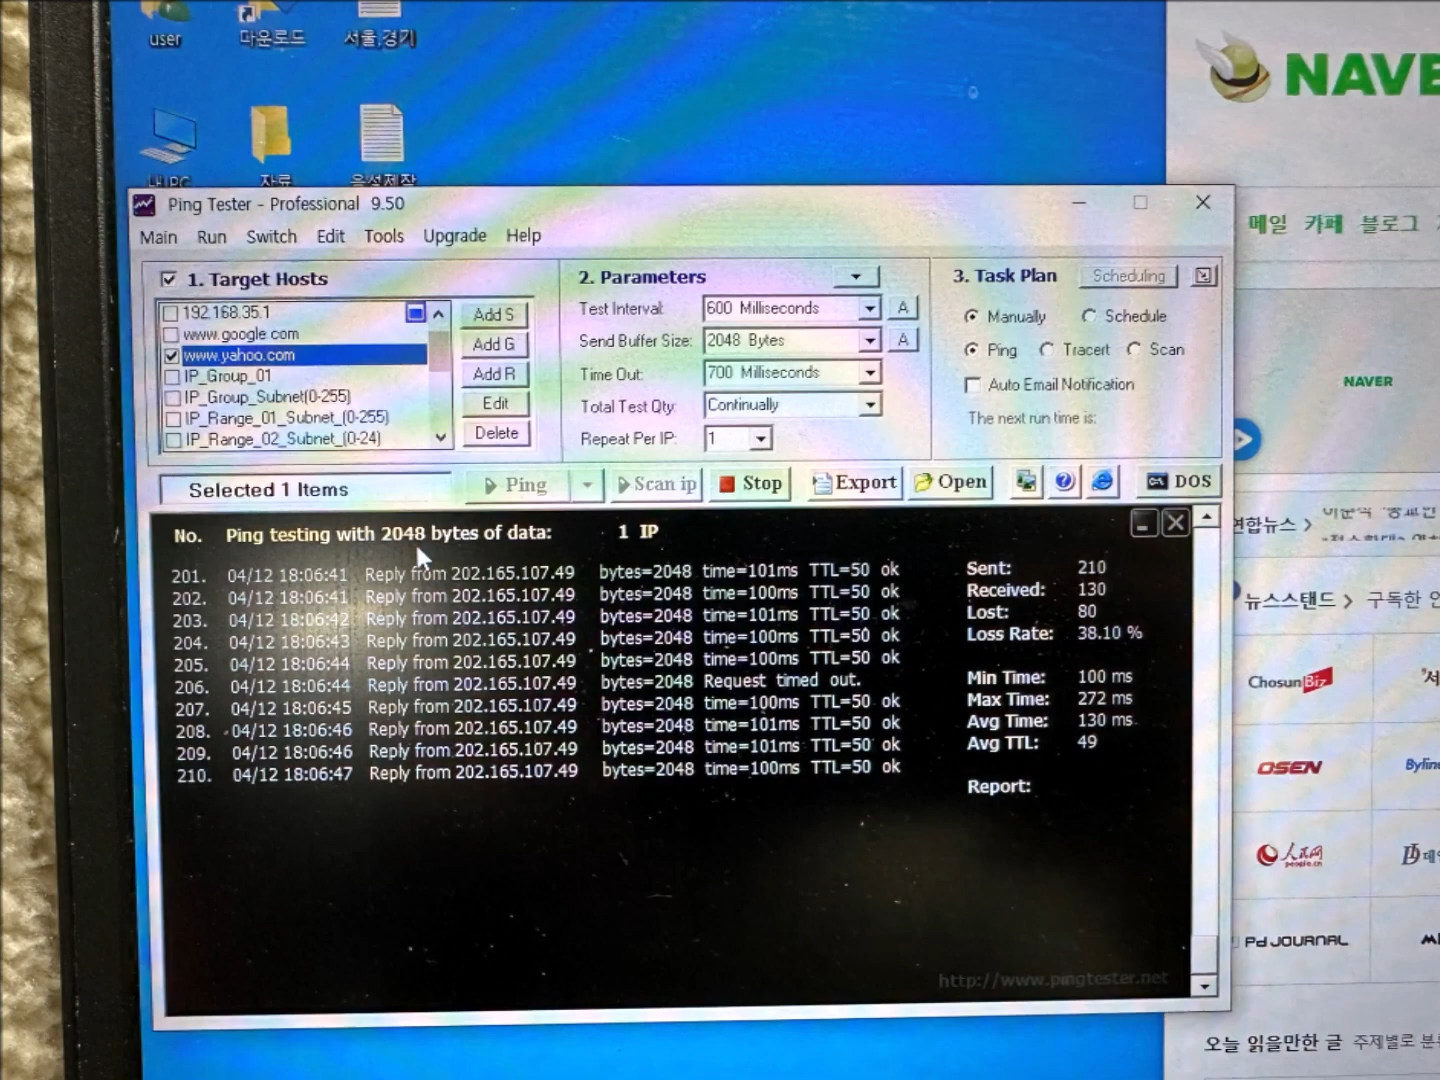 user 다운로드 서울,경기
내PC 자료 음성제작
NAVE
메일 카페 블로그
NAVER
연합뉴스 >
뉴스스탠드 > 구독한
ChosunBiz
OSEN
Bylin
人民网
people.cn
Pd JOURNAL
오늘 읽을만한 글 주제별로
Ping Tester - Professional 9.50
Main Run Switch Edit Tools Upgrade Help
1. Target Hosts
192.168.35.1
www.google.com
www.yahoo.com
IP_Group_01
IP_Group_Subnet(0-255)
IP_Range_01_Subnet_(0-255)
IP_Range_02_Subnet_(0-24)
Add S
Add G
Add R
Edit
Delete
2. Parameters
Test Interval: 600 Milliseconds A
Send Buffer Size: 2048 Bytes A
Time Out: 700 Milliseconds
Total Test Qty: Continually
Repeat Per IP: 1
3. Task Plan Scheduling
Manually Schedule
Ping Tracert Scan
Auto Email Notification
The next run time is:
Selected 1 Items Ping Scan ip Stop Export Open DOS
No. Ping testing with 2048 bytes of data: 1 IP
201. 04/12 18:06:41 Reply from 202.165.107.49 bytes=2048 time=101ms TTL=50 ok
202. 04/12 18:06:41 Reply from 202.165.107.49 bytes=2048 time=100ms TTL=50 ok
203. 04/12 18:06:42 Reply from 202.165.107.49 bytes=2048 time=101ms TTL=50 ok
204. 04/12 18:06:43 Reply from 202.165.107.49 bytes=2048 time=100ms TTL=50 ok
205. 04/12 18:06:44 Reply from 202.165.107.49 bytes=2048 time=100ms TTL=50 ok
206. 04/12 18:06:44 Reply from 202.165.107.49 bytes=2048 Request timed out.
207. 04/12 18:06:45 Reply from 202.165.107.49 bytes=2048 time=100ms TTL=50 ok
208. 04/12 18:06:46 Reply from 202.165.107.49 bytes=2048 time=101ms TTL=50 ok
209. 04/12 18:06:46 Reply from 202.165.107.49 bytes=2048 time=101ms TTL=50 ok
210. 04/12 18:06:47 Reply from 202.165.107.49 bytes=2048 time=100ms TTL=50 ok
Sent: 210
Received: 130
Lost: 80
Loss Rate: 38.10 %
Min Time: 100 ms
Max Time: 272 ms
Avg Time: 130 ms
Avg TTL: 49
Report:
http://www.pingtester.net